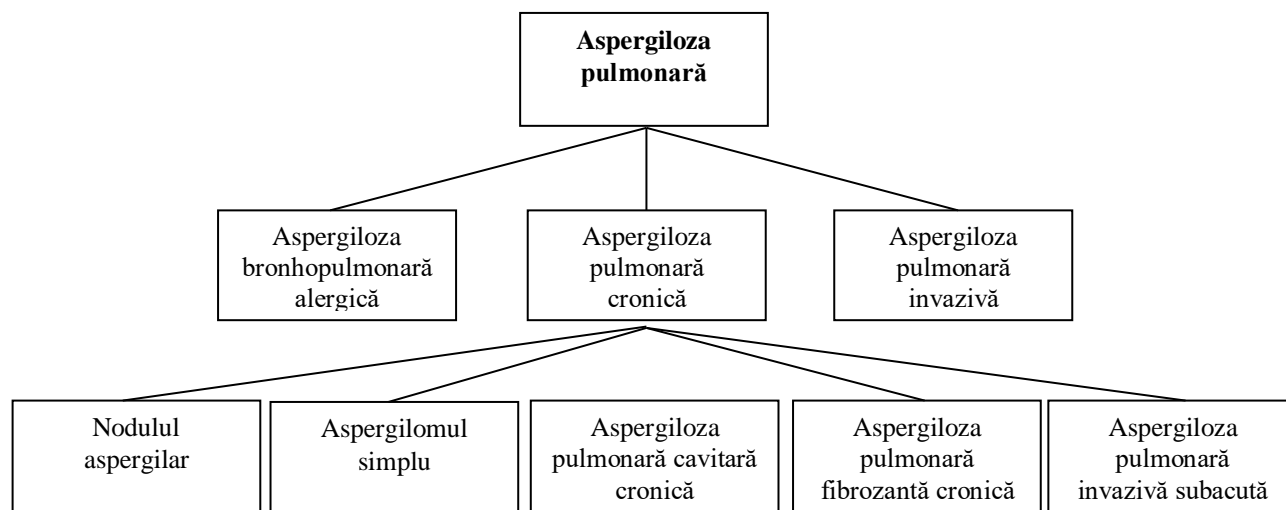 Aspergiloza
pulmonară
Aspergiloza
bronhopulmonară
alergică
Aspergiloza
pulmonară
cronică
Aspergiloza
pulmonară
invazivă
Nodulul
aspergilar
Aspergilomul
simplu
Aspergiloza
pulmonară cavitară
cronică
Aspergiloza
pulmonară
fibrozantă cronică
Aspergiloza
pulmonară
invazivă subacută